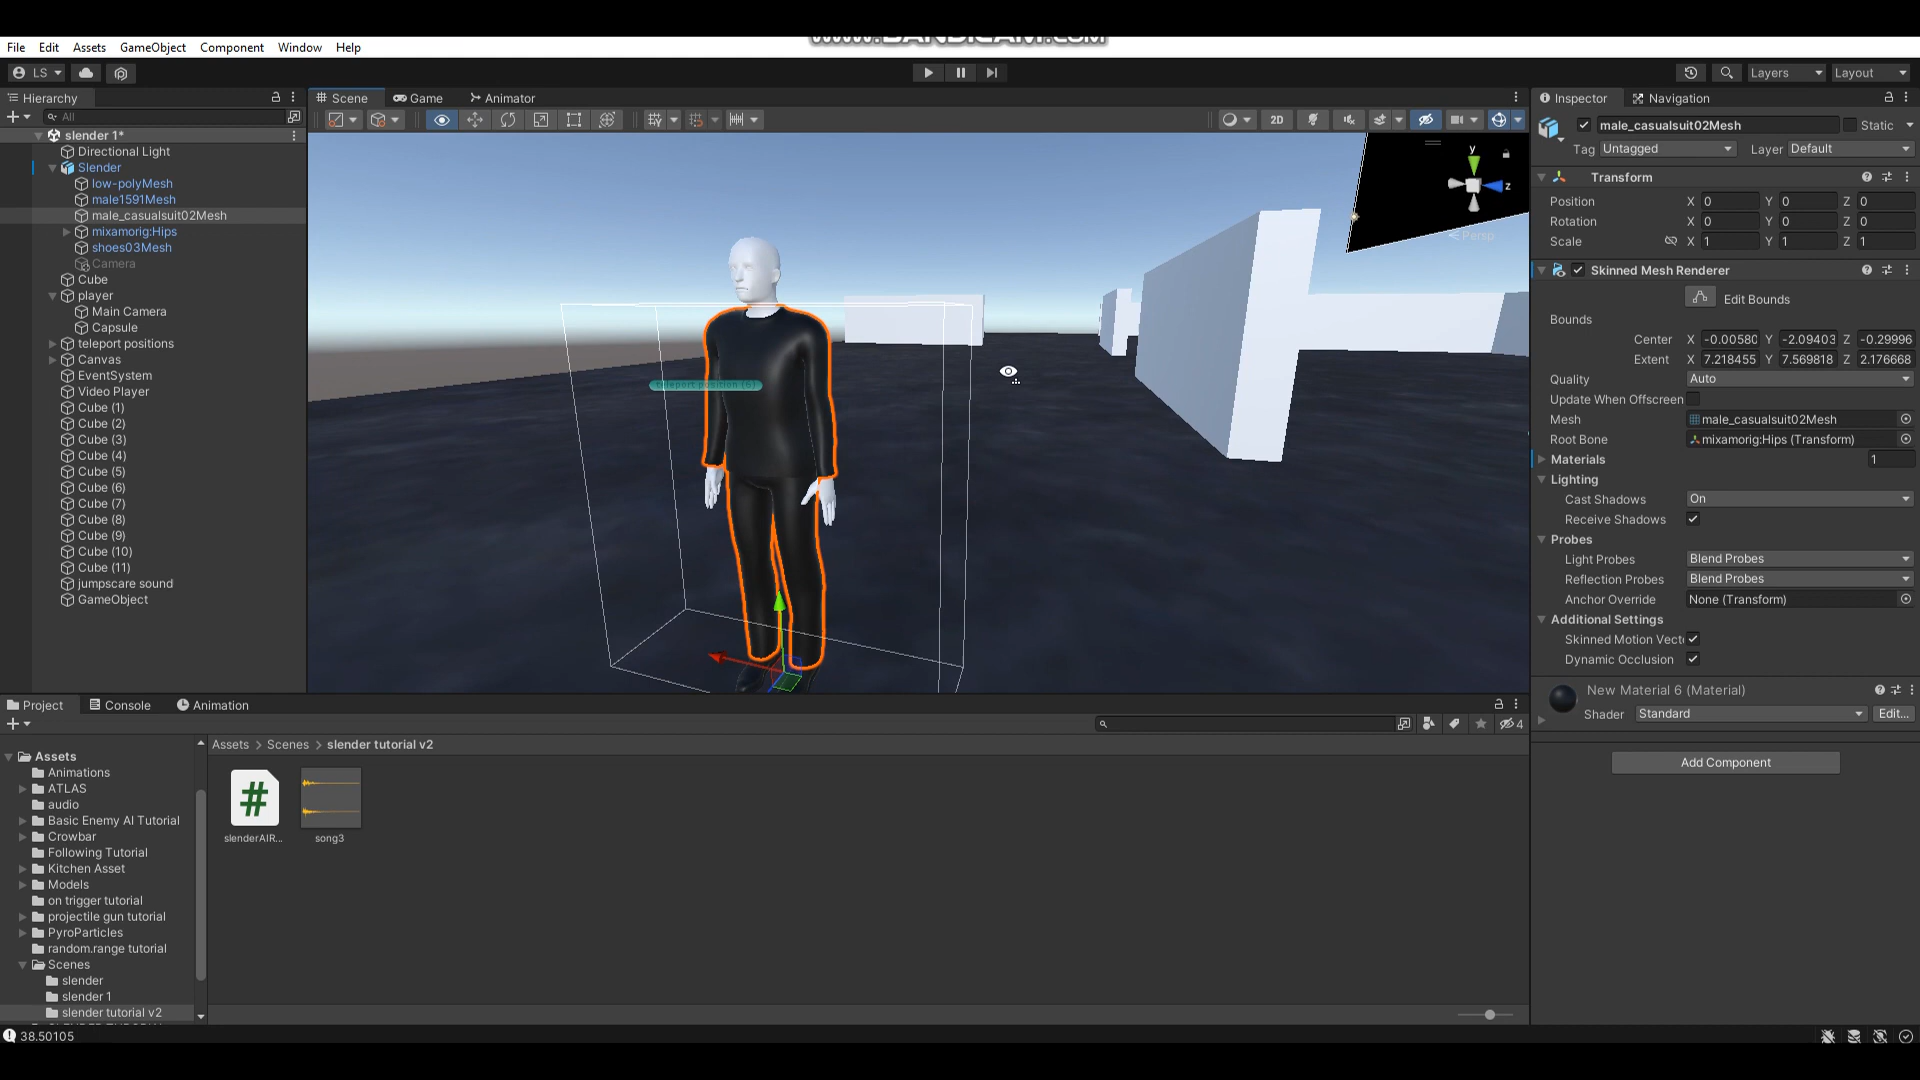 www.BANDICAM.com
File Edit Assets GameObject Component Window Help
LS Layers Layout
Hierarchy
All
slender 1*
Directional Light
Slender
low-polyMesh
male1591Mesh
male_casualsuit02Mesh
mixamorig:Hips
shoes03Mesh
Camera
Cube
player
Main Camera
Capsule
teleport positions
Canvas
EventSystem
Video Player
Cube (1)
Cube (2)
Cube (3)
Cube (4)
Cube (5)
Cube (6)
Cube (7)
Cube (8)
Cube (9)
Cube (10)
Cube (11)
jumpscare sound
GameObject
Scene Game Animator
2D
y
z
Persp
teleport position (6)
Inspector Navigation
male_casualsuit02Mesh Static
Tag Untagged Layer Default
Transform
Position X 0 Y 0 Z 0
Rotation X 0 Y 0 Z 0
Scale X 1 Y 1 Z 1
Skinned Mesh Renderer
Edit Bounds
Bounds
Center X -0.00580 Y -2.09403 Z -0.29996
Extent X 7.218455 Y 7.569818 Z 2.176668
Quality Auto
Update When Offscreen
Mesh male_casualsuit02Mesh
Root Bone mixamorig:Hips (Transform)
Materials 1
Lighting
Cast Shadows On
Receive Shadows
Probes
Light Probes Blend Probes
Reflection Probes Blend Probes
Anchor Override None (Transform)
Additional Settings
Skinned Motion Vect
Dynamic Occlusion
New Material 6 (Material)
Shader Standard Edit...
Add Component
Project Console Animation
4
Assets
Animations
ATLAS
audio
Basic Enemy AI Tutorial
Crowbar
Following Tutorial
Kitchen Asset
Models
on trigger tutorial
projectile gun tutorial
PyroParticles
random.range tutorial
Scenes
slender
slender 1
slender tutorial v2
Assets > Scenes > slender tutorial v2
#
slenderAIR... song3
38.50105